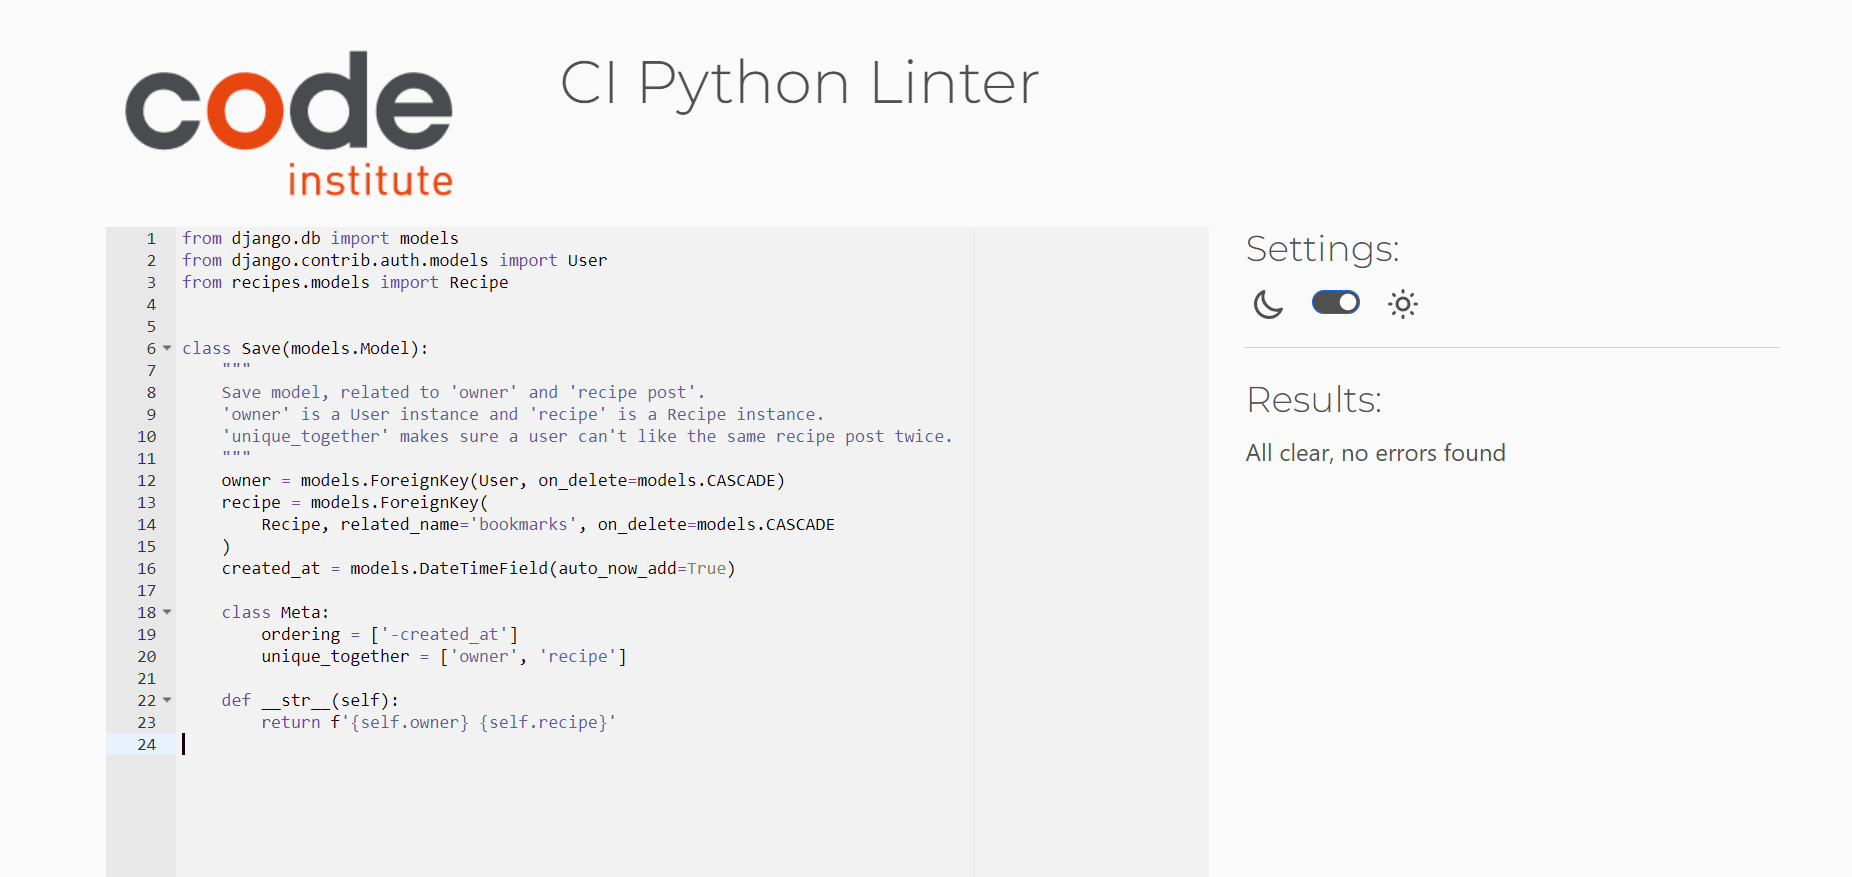 code
institute
CI Python Linter
1 from django.db import models
2 from django.contrib.auth.models import User
3 from recipes.models import Recipe
4
5
6 class Save(models.Model):
7     """
8     Save model, related to 'owner' and 'recipe post'.
9     'owner' is a User instance and 'recipe' is a Recipe instance.
10     'unique_together' makes sure a user can't like the same recipe post twice.
11     """
12     owner = models.ForeignKey(User, on_delete=models.CASCADE)
13     recipe = models.ForeignKey(
14         Recipe, related_name='bookmarks', on_delete=models.CASCADE
15     )
16     created_at = models.DateTimeField(auto_now_add=True)
17
18     class Meta:
19         ordering = ['-created_at']
20         unique_together = ['owner', 'recipe']
21
22     def __str__(self):
23         return f'{self.owner} {self.recipe}'
24
Settings:
Results:
All clear, no errors found